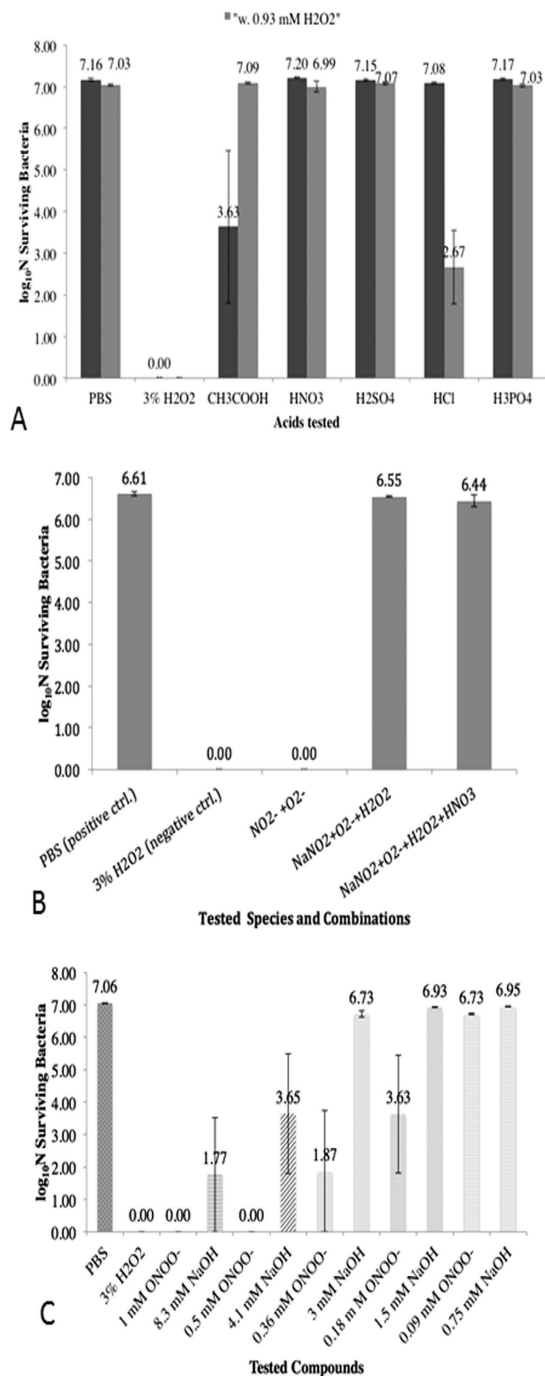 "w. 0.93 mM H2O2"
8.00
7.00
6.00
5.00
4.00
3.00
2.00
1.00
0.00
log10N Surviving Bacteria
7.16 7.03
0.00
3.63
7.09
7.20 6.99
7.15 7.07
7.08
2.67
7.17 7.03
PBS 3% H2O2 CH3COOH HNO3 H2SO4 HCl H3PO4
Acids tested
A
7.00
6.00
5.00
4.00
3.00
2.00
1.00
0.00
log10N Surviving Bacteria
6.61
0.00
0.00
6.55
6.44
PBS (positive ctrl.)
3% H2O2 (negative ctrl.)
NO2- +O2-
NaNO2+O2-+H2O2
NaNO2+O2-+H2O2+HNO3
Tested Species and Combinations
B
8.00
7.00
6.00
5.00
4.00
3.00
2.00
1.00
0.00
log10N Surviving Bacteria
7.06
0.00
0.00
1.77
0.00
3.65
1.87
6.73
3.63
6.93
6.73
6.95
PBS
3% H2O2
1 mM ONOO-
8.3 mM NaOH
0.5 mM ONOO-
4.1 mM NaOH
0.36 mM ONOO-
3 mM NaOH
0.18 m M ONOO-
1.5 mM NaOH
0.09 mM ONOO-
0.75 mM NaOH
Tested Compounds
C